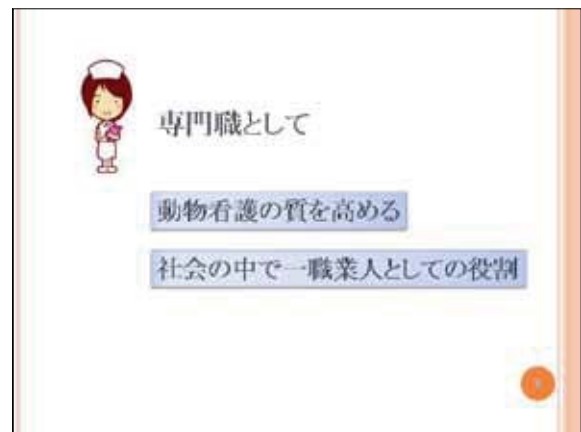 専門職として
動物看護の質を高める
社会の中で一職業人としての役割